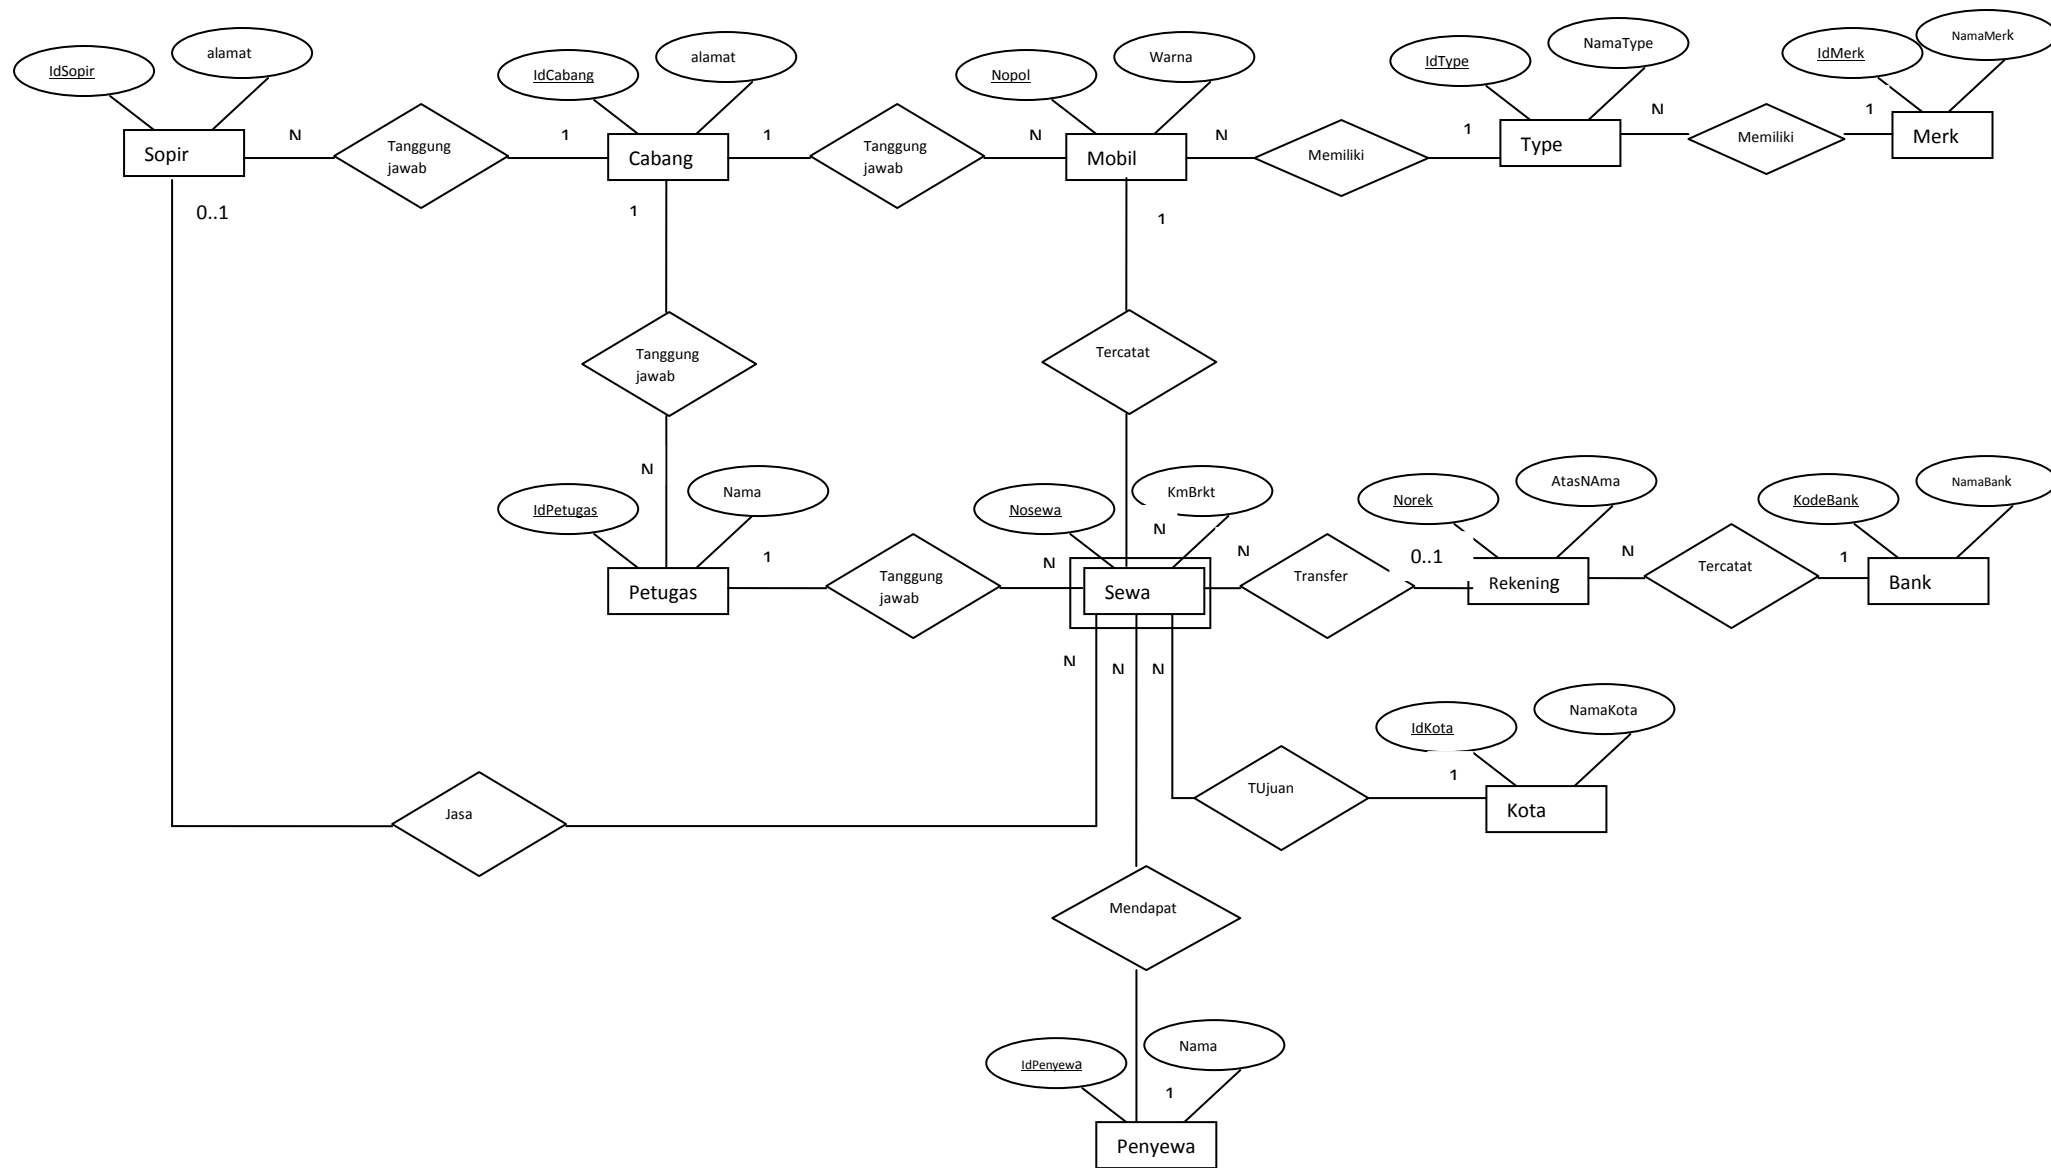 IdSopir
alamat
IdCabang
alamat
Nopol
Warna
IdType
NamaType
IdMerk
NamaMerk
Sopir
N
Tanggung
jawab
1
Cabang
1
Tanggung
jawab
N
Mobil
N
Memiliki
1
Type
N
Memiliki
1
Merk
0..1
1
1
Tanggung
jawab
Tercatat
N
IdPetugas
Nama
Nosewa
KmBrkt
Norek
AtasNAma
KodeBank
NamaBank
N
Petugas
1
Tanggung
jawab
N
Sewa
N
Transfer
0..1
Rekening
N
Tercatat
1
Bank
N
N
N
IdKota
NamaKota
Jasa
TUjuan
1
Kota
Mendapat
IdPenyewa
Nama
1
Penyewa